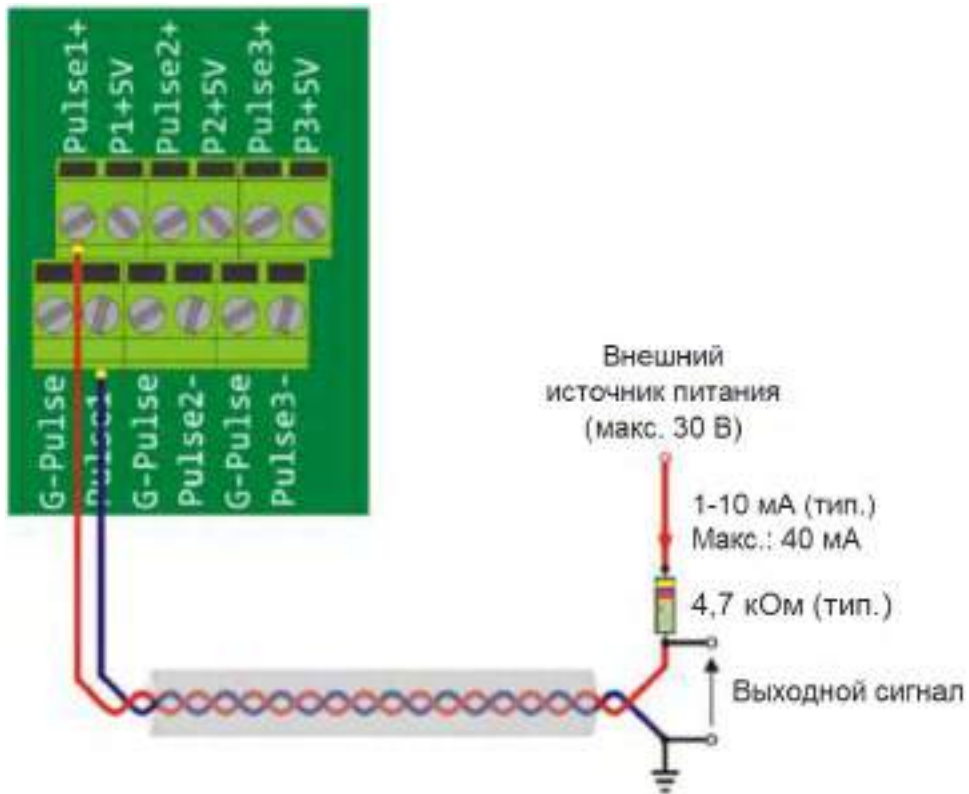 Pulse1+
P1+5V
Pulse2+
P2+5V
Pulse3+
P3+5V
G-Pulse
Pulse1
G-Pulse
Pulse2-
G-Pulse
Pulse3-
Внешний
источник питания
(макс. 30 В)
1-10 мА (тип.)
Макс.: 40 мА
4,7 кОм (тип.)
Выходной сигнал